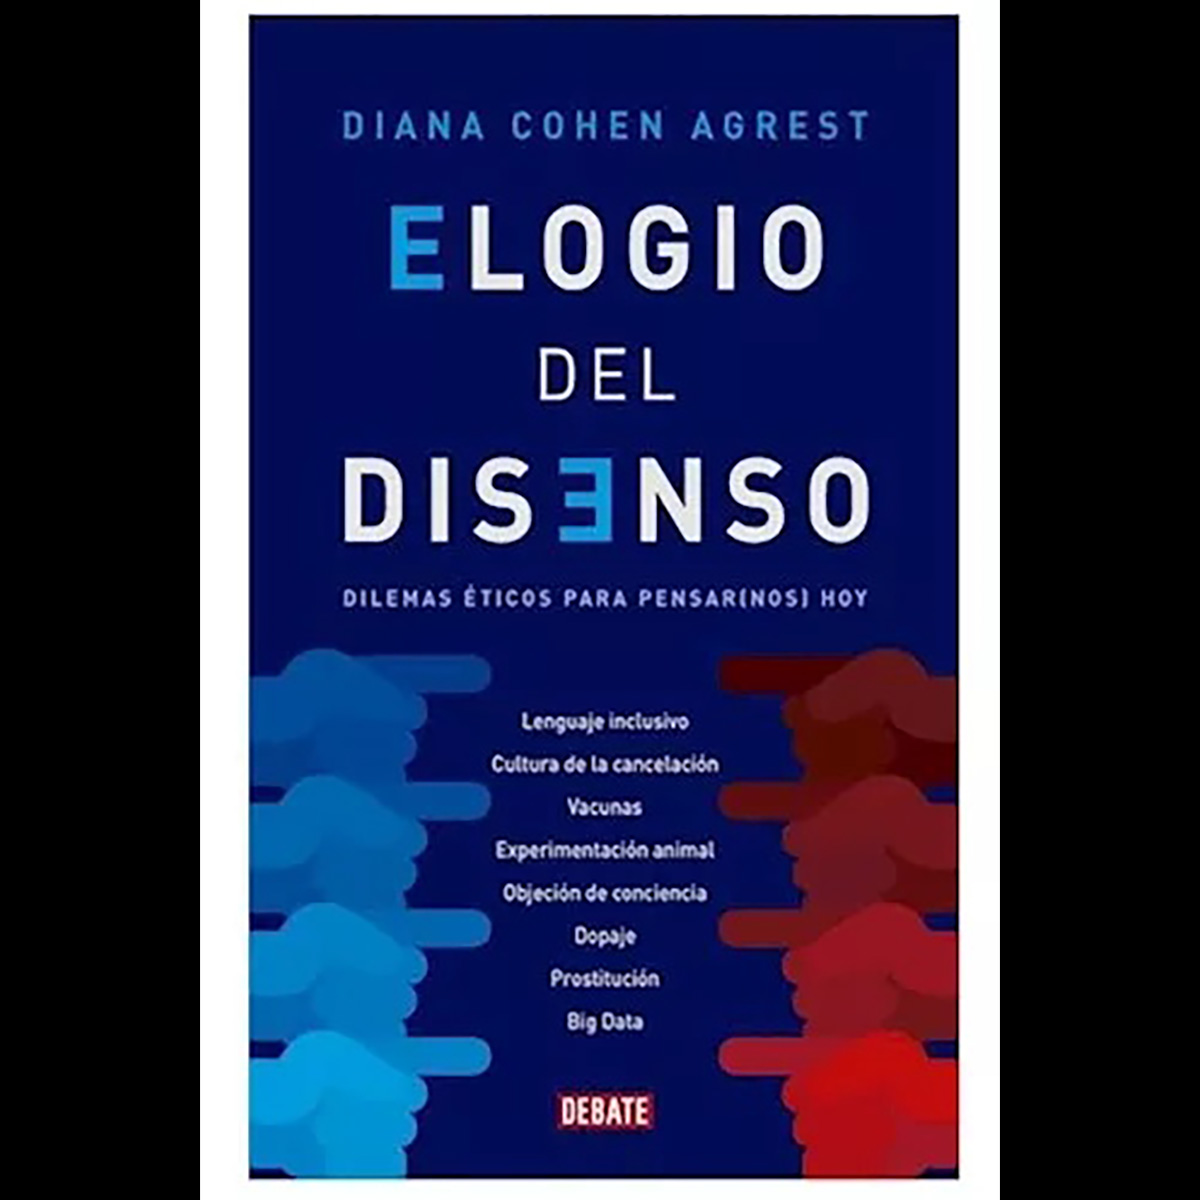 DIANA COHEN AGREST
ELOGIO
DEL
DISENSO
DILEMAS ÉTICOS PARA PENSAR(NOS) HOY
Lenguaje inclusivo
Cultura de la cancelación
Vacunas
Experimentación animal
Objeción de conciencia
Dopaje
Prostitución
Big Data
DEBATE